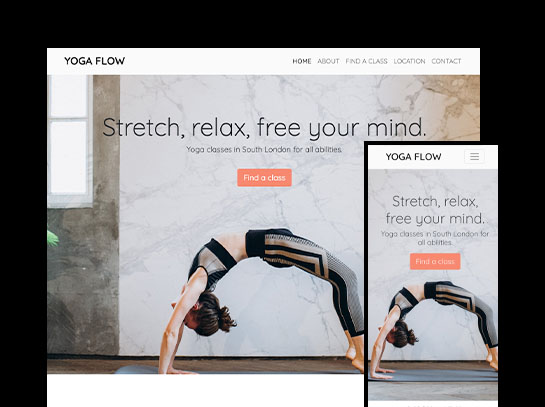 YOGA FLOW
HOME ABOUT FIND A CLASS LOCATION CONTACT
Stretch, relax, free your mind.
Yoga classes in South London for all abilities.
Find a class
YOGA FLOW
Stretch, relax,
free your mind.
Yoga classes in South London for
all abilities.
Find a class